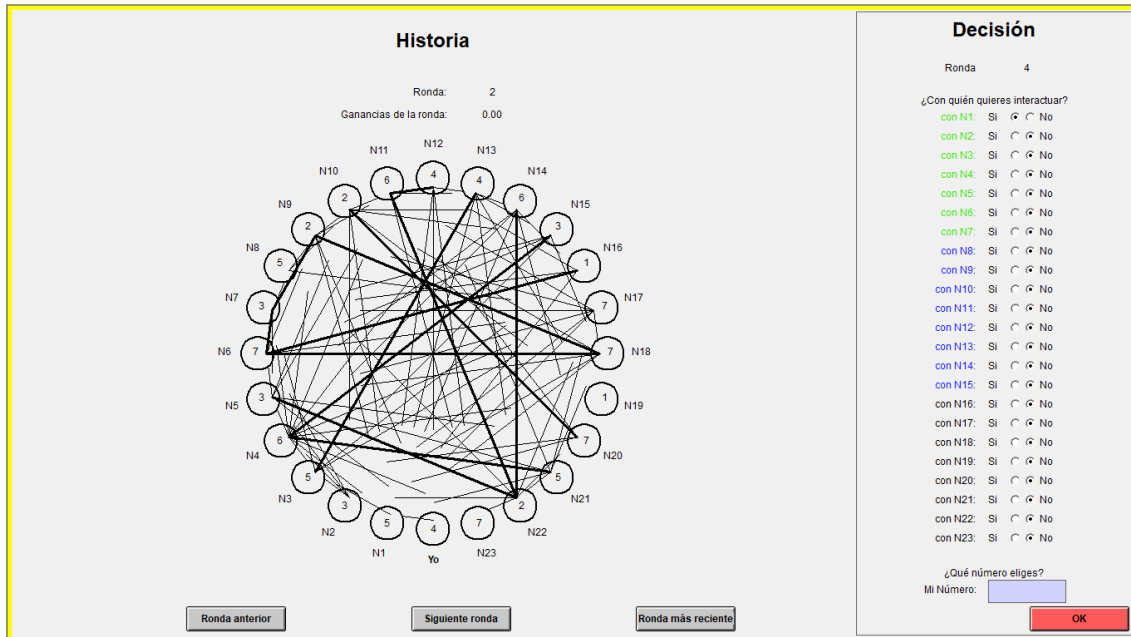 Historia
Ronda: 2
Ganancias de la ronda: 0.00
N12
N11
N13
N10
N14
N9
N15
N8
N16
N7
N17
N6
N18
N5
N19
N4
N20
N3
N21
N2
N22
N1
N23
Yo
4
6
4
2
6
2
3
5
1
3
7
7
7
3
1
6
7
5
5
3
2
5
7
4
Ronda anterior
Siguiente ronda
Ronda más reciente
Decisión
Ronda 4
¿Con quién quieres interactuar?
con N1: Si No
con N2: Si No
con N3: Si No
con N4: Si No
con N5: Si No
con N6: Si No
con N7: Si No
con N8: Si No
con N9: Si No
con N10: Si No
con N11: Si No
con N12: Si No
con N13: Si No
con N14: Si No
con N15: Si No
con N16: Si No
con N17: Si No
con N18: Si No
con N19: Si No
con N20: Si No
con N21: Si No
con N22: Si No
con N23: Si No
¿Qué número eliges?
Mi Número:
OK